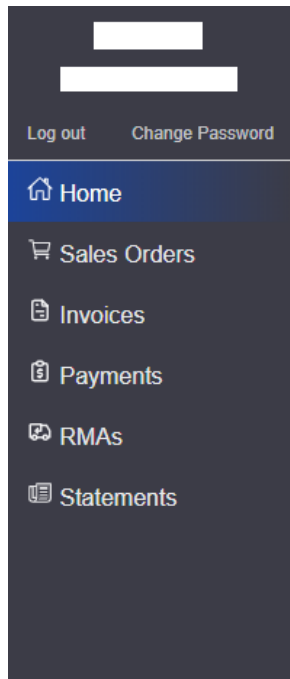 Log out Change Password
Home
Sales Orders
Invoices
Payments
RMAs
Statements